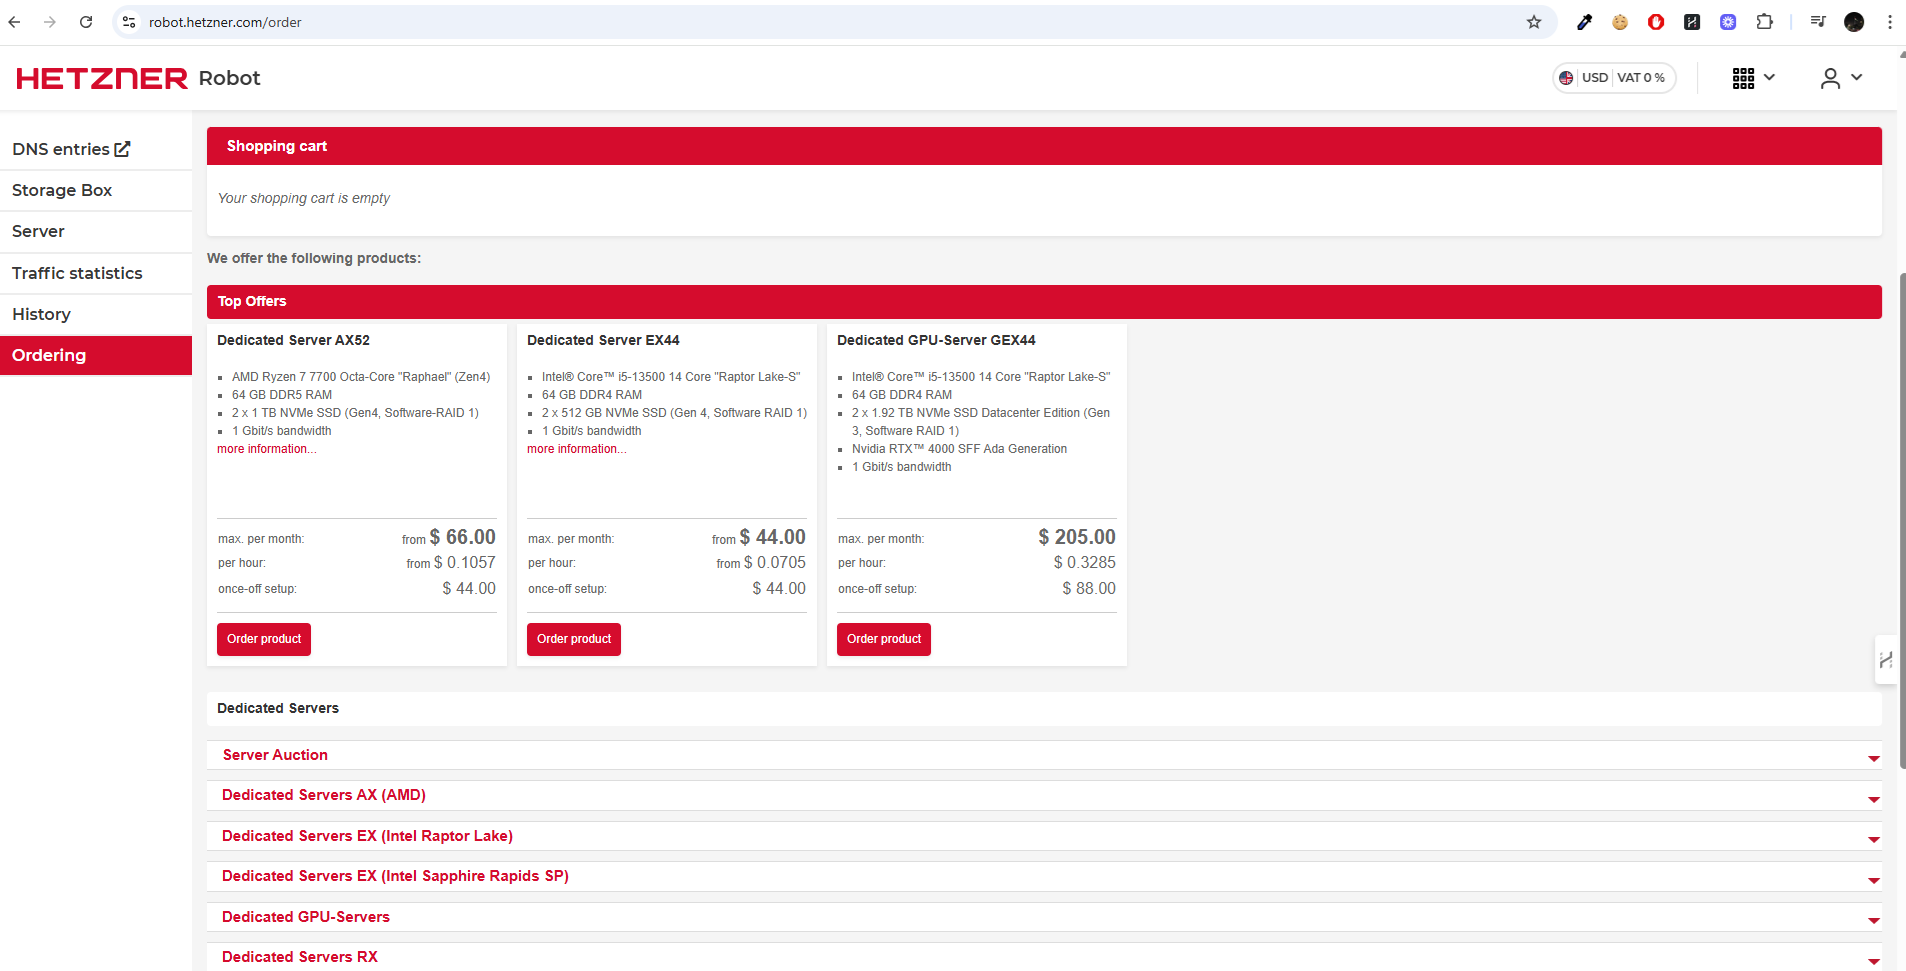 robot.hetzner.com/order
HETZNER Robot
USD VAT 0 %
DNS entries
Storage Box
Server
Traffic statistics
History
Ordering
Shopping cart
Your shopping cart is empty
We offer the following products:
Top Offers
Dedicated Server AX52
AMD Ryzen 7 7700 Octa-Core "Raphael" (Zen4)
64 GB DDR5 RAM
2 x 1 TB NVMe SSD (Gen4, Software-RAID 1)
1 Gbit/s bandwidth
more information...
max. per month: from $ 66.00
per hour: from $ 0.1057
once-off setup: $ 44.00
Order product
Dedicated Server EX44
Intel® Core™ i5-13500 14 Core "Raptor Lake-S"
64 GB DDR4 RAM
2 x 512 GB NVMe SSD (Gen 4, Software RAID 1)
1 Gbit/s bandwidth
more information...
max. per month: from $ 44.00
per hour: from $ 0.0705
once-off setup: $ 44.00
Order product
Dedicated GPU-Server GEX44
Intel® Core™ i5-13500 14 Core "Raptor Lake-S"
64 GB DDR4 RAM
2 x 1.92 TB NVMe SSD Datacenter Edition (Gen
3, Software RAID 1)
Nvidia RTX™ 4000 SFF Ada Generation
1 Gbit/s bandwidth
max. per month: $ 205.00
per hour: $ 0.3285
once-off setup: $ 88.00
Order product
Dedicated Servers
Server Auction
Dedicated Servers AX (AMD)
Dedicated Servers EX (Intel Raptor Lake)
Dedicated Servers EX (Intel Sapphire Rapids SP)
Dedicated GPU-Servers
Dedicated Servers RX